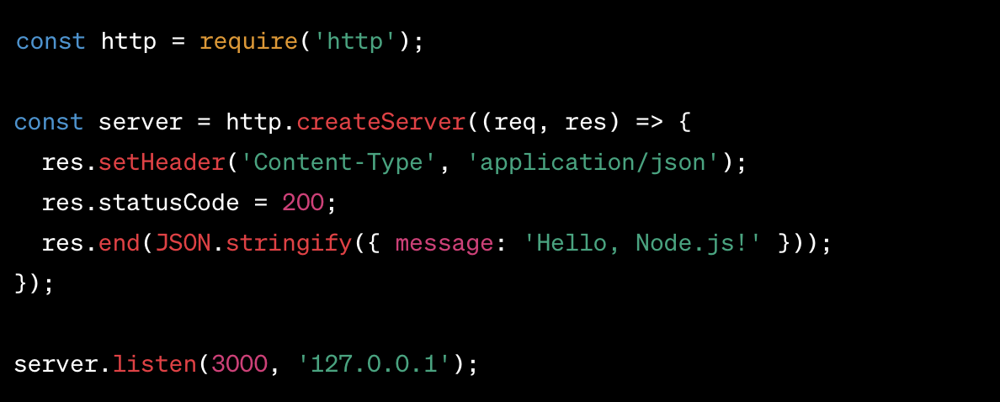 const http = require('http');

const server = http.createServer((req, res) => {
  res.setHeader('Content-Type', 'application/json');
  res.statusCode = 200;
  res.end(JSON.stringify({ message: 'Hello, Node.js!' }));
});

server.listen(3000, '127.0.0.1');